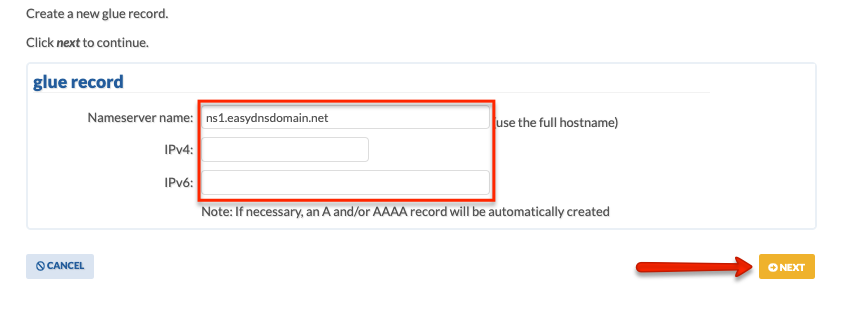 Create a new glue record.
Click next to continue.
glue record
Nameserver name: ns1.easydnsdomain.net use the full hostname)
IPv4:
IPv6:
Note: If necessary, an A and/or AAAA record will be automatically created
CANCEL NEXT